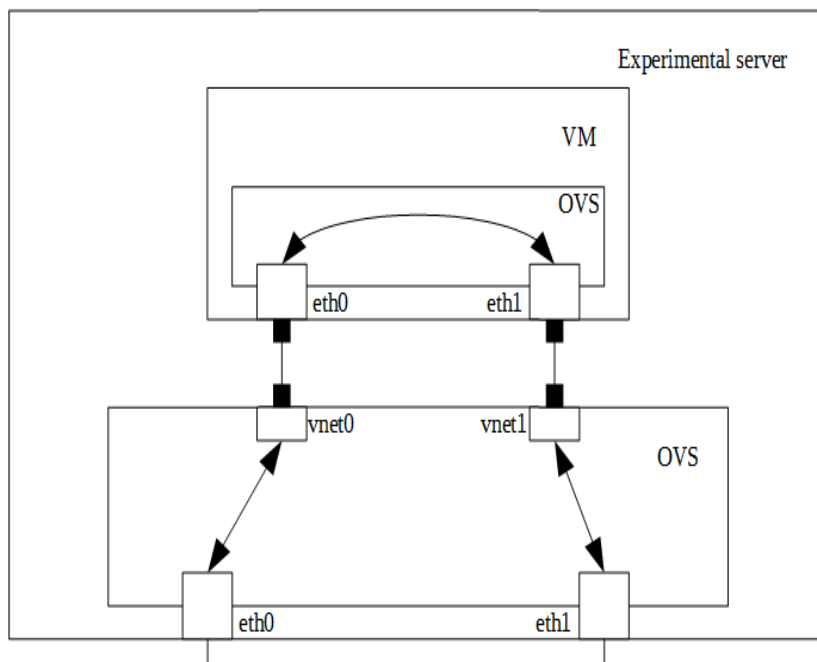 Experimental server
VM
OVS
eth0
eth1
vnet0
vnet1
OVS
eth0
eth1